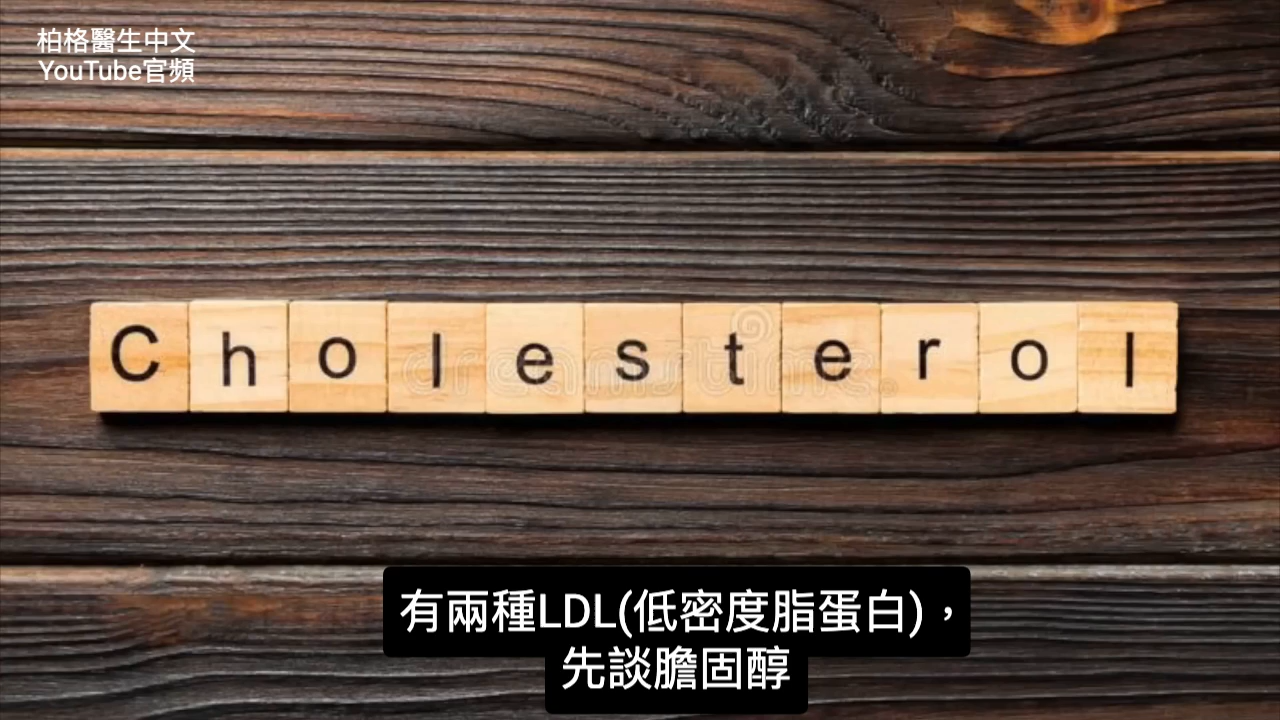 柏格醫生中文
YouTube官頻
Cholesterol
dreamstime.
有兩種LDL(低密度脂蛋白)，
先談膽固醇